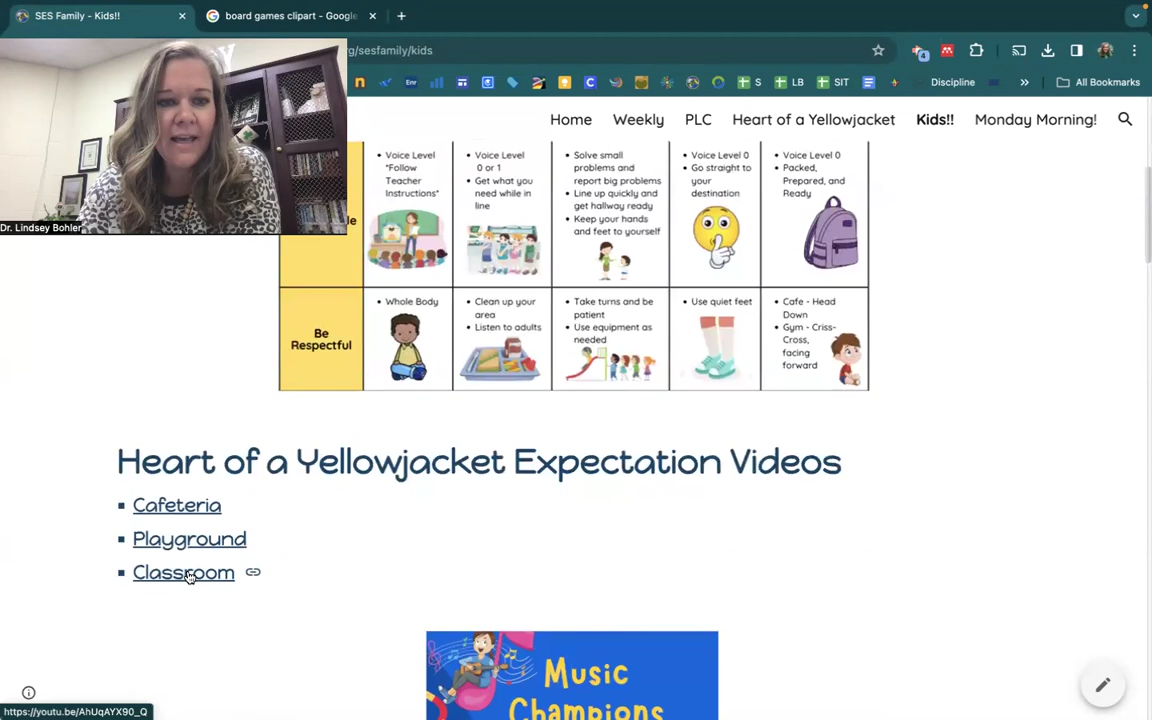 SES Family - Kids!!
board games clipart - Google
rg/sesfamily/kids
Enr
S
LB
SIT
Discipline
All Bookmarks
Home
Weekly
PLC
Heart of a Yellowjacket
Kids!!
Monday Morning!
Dr. Lindsey Bohler
• Voice Level
"Follow
Teacher
Instructions"
• Voice Level
0 or 1
• Get what you
need while in
line
• Solve small
problems and
report big problems
• Line up quickly and
get hallway ready
• Keep your hands
and feet to yourself
• Voice Level 0
• Go straight to
your
destination
• Voice Level 0
• Packed,
Prepared, and
Ready
Be
Respectful
• Whole Body
• Clean up your
area
• Listen to adults
• Take turns and be
patient
• Use equipment as
needed
• Use quiet feet
• Cafe - Head
Down
• Gym - Criss-
Cross,
facing
forward
Heart of a Yellowjacket Expectation Videos
▪ Cafeteria
▪ Playground
▪ Classroom
Music
Champions
https://youtu.be/AhUqAYX90_Q